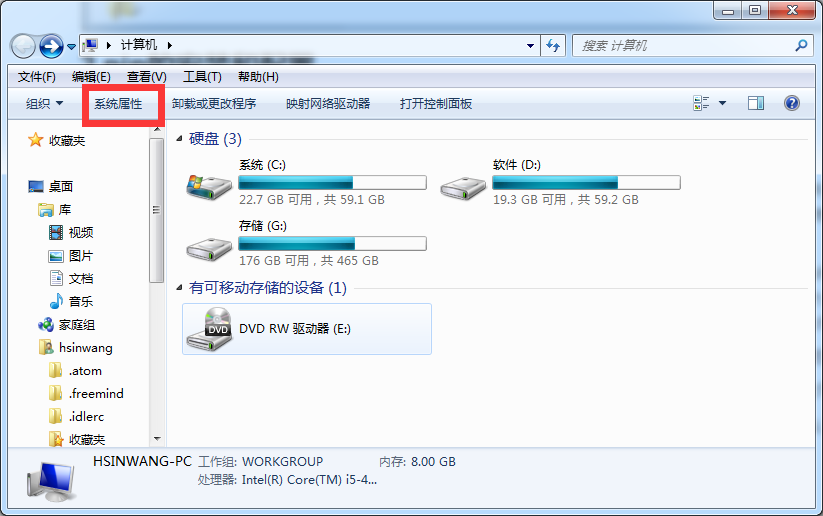 计算机
搜索 计算机
文件(F) 编辑(E) 查看(V) 工具(T) 帮助(H)
组织 系统属性 卸载或更改程序 映射网络驱动器 打开控制面板
收藏夹
桌面
库
视频
图片
文档
音乐
家庭组
hsinwang
.atom
.freemind
.idlerc
收藏夹
硬盘 (3)
系统 (C:)
22.7 GB 可用，共 59.1 GB
软件 (D:)
19.3 GB 可用，共 59.2 GB
存储 (G:)
176 GB 可用，共 465 GB
有可移动存储的设备 (1)
DVD
DVD RW 驱动器 (E:)
HSINWANG-PC 工作组: WORKGROUP 内存: 8.00 GB
处理器: Intel(R) Core(TM) i5-4...